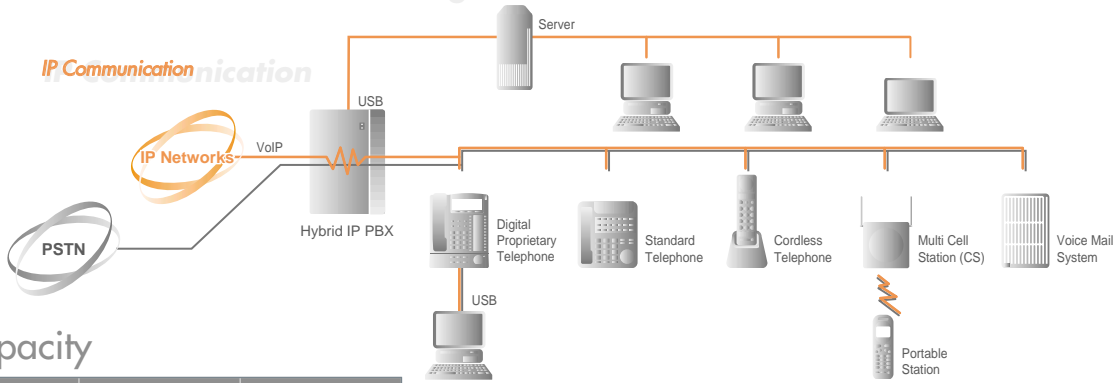 Server
IP Communication
USB
IP Networks
VoIP
PSTN
Hybrid IP PBX
Digital
Proprietary
Telephone
Standard
Telephone
Cordless
Telephone
Multi Cell
Station (CS)
Voice Mail
System
USB
Portable
Station
pacity